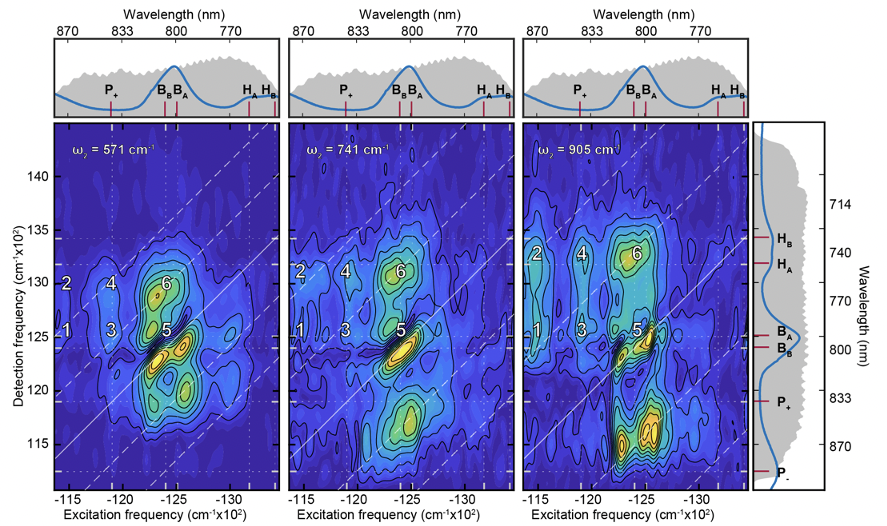 Wavelength (nm) Wavelength (nm) Wavelength (nm)
870 833 800 770 870 833 800 770 870 833 800 770
P+ BB BA HA HB P+ BB BA HA HB P+ BB BA HA HB
ω2 = 571 cm-1 ω2 = 741 cm-1 ω2 = 905 cm-1
Detection frequency (cm-1x102)
140
135
130
125
120
115
2 4 6 2 4 6 2 4 6
1 3 5 1 3 5 1 3 5
HB
HA
BA
BB
P+
P-
714
740
770
800
833
870
Wavelength (nm)
-115 -120 -125 -130 -115 -120 -125 -130 -115 -120 -125 -130
Excitation frequency (cm-1x102) Excitation frequency (cm-1x102) Excitation frequency (cm-1x102)